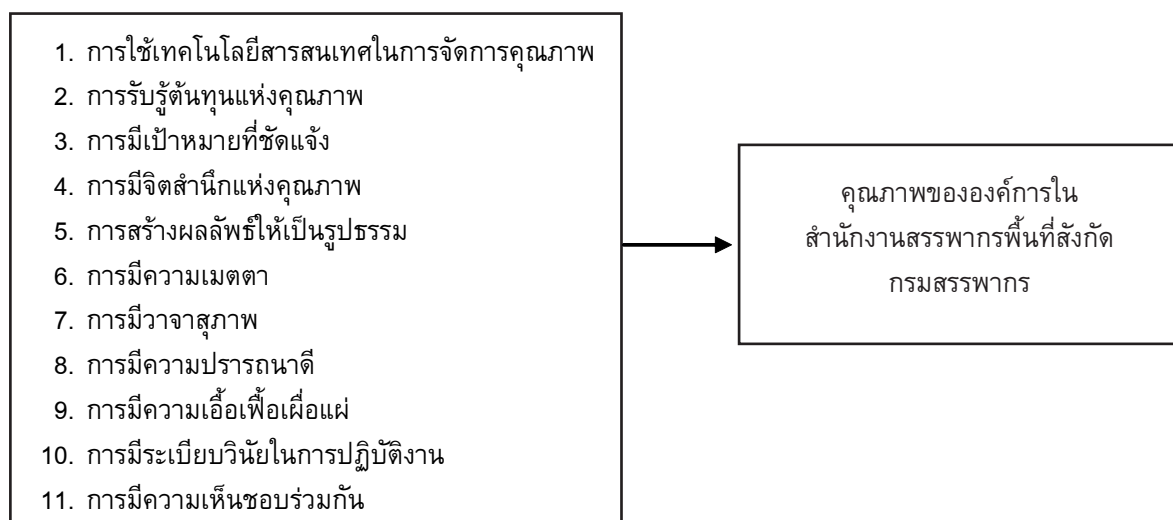 1. การใช้เทคโนโลยีสารสนเทศในการจัดการคุณภาพ
2. การรับรู้ต้นทุนแห่งคุณภาพ
3. การมีเป้าหมายที่ชัดแจ้ง
4. การมีจิตสำนึกแห่งคุณภาพ
5. การสร้างผลลัพธ์ให้เป็นรูปธรรม
6. การมีความเมตตา
7. การมีวาจาสุภาพ
8. การมีความปรารถนาดี
9. การมีความเอื้อเฟื้อเผื่อแผ่
10. การมีระเบียบวินัยในการปฏิบัติงาน
11. การมีความเห็นชอบร่วมกัน
คุณภาพขององค์การใน
สำนักงานสรรพากรพื้นที่สังกัด
กรมสรรพากร